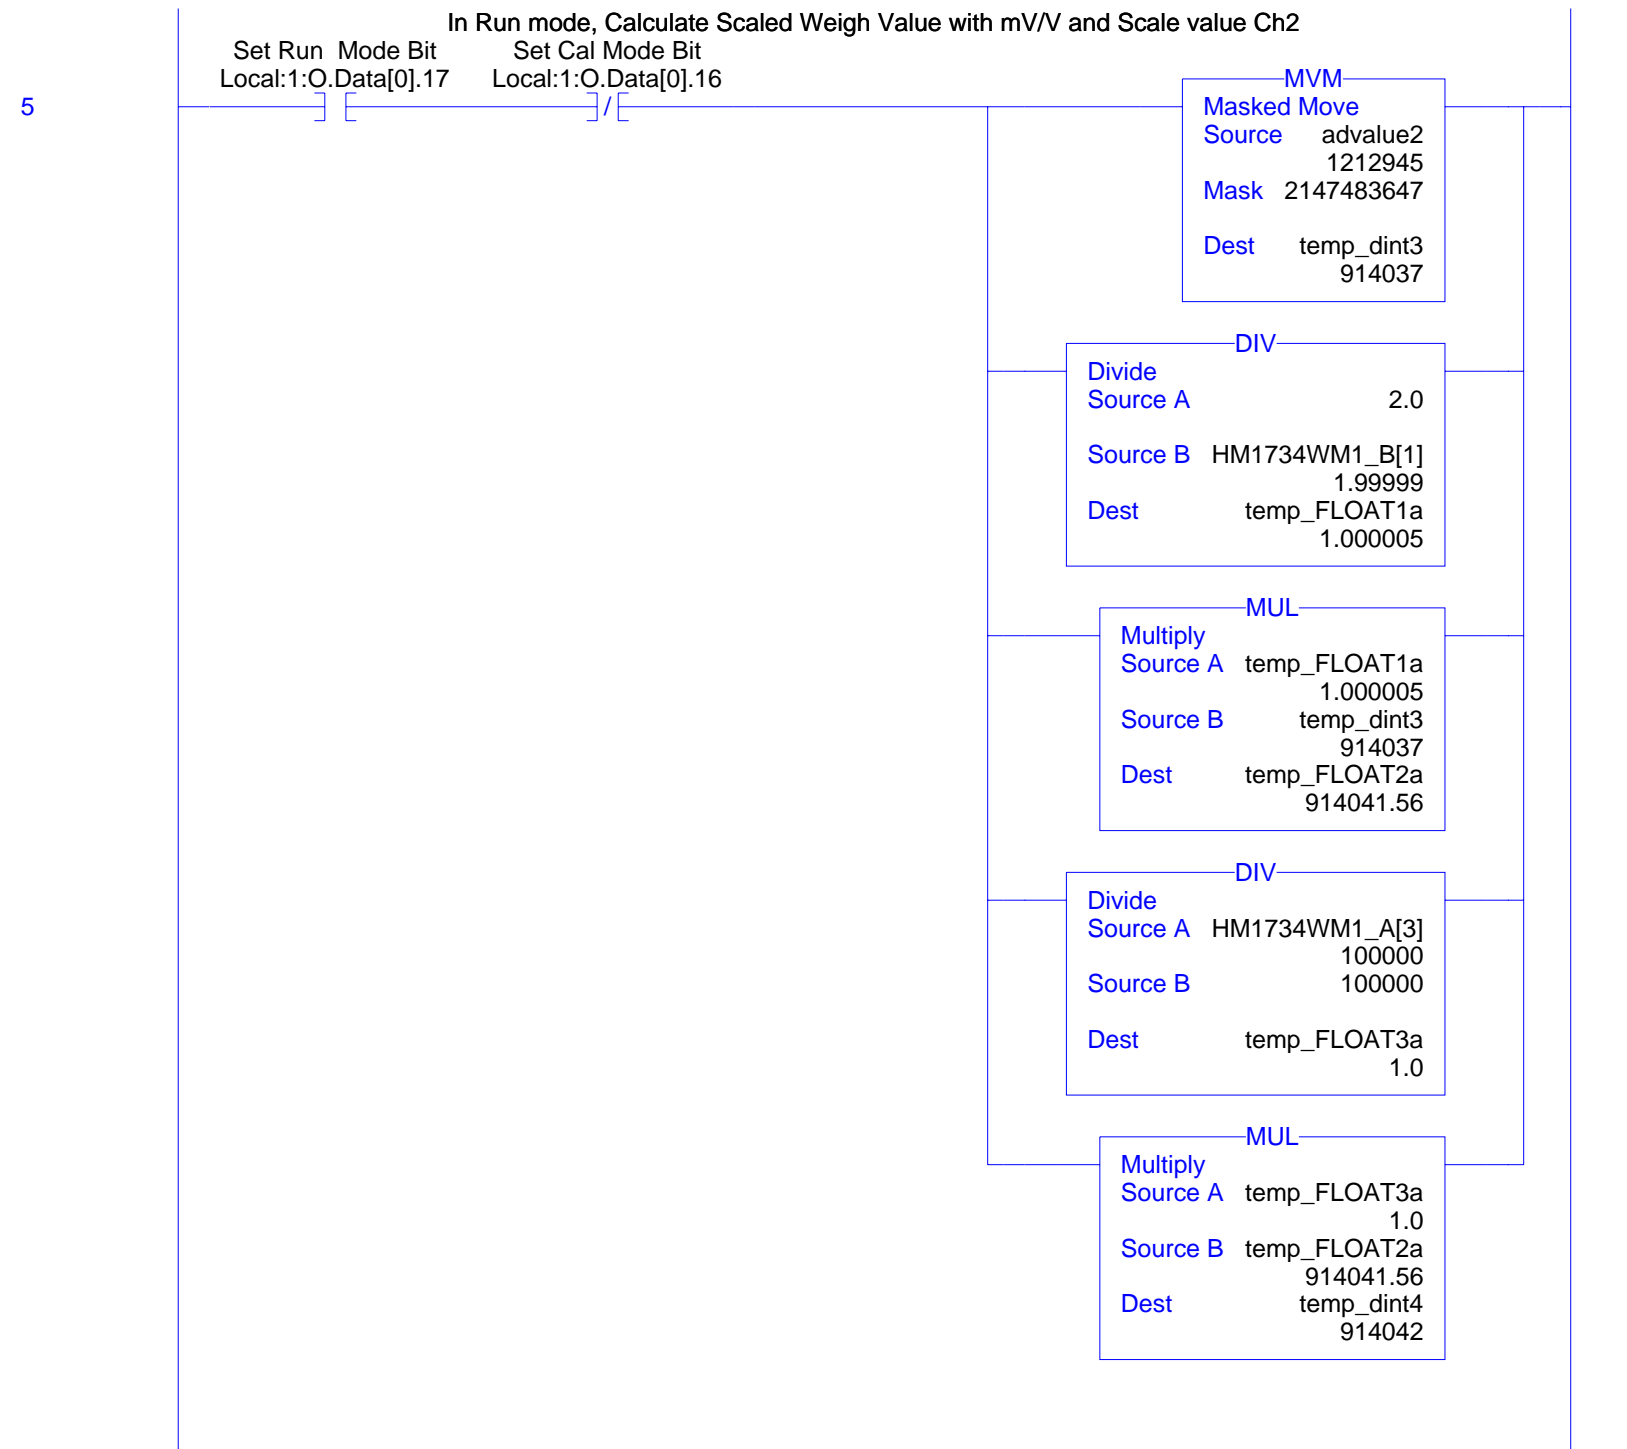 In Run mode, Calculate Scaled Weigh Value with mV/V and Scale value Ch2
Set Run Mode Bit
Local:1:O.Data[0].17
Set Cal Mode Bit
Local:1:O.Data[0].16
5
/
MVM
Masked Move
Source advalue2
1212945
Mask 2147483647
Dest temp_dint3
914037
DIV
Divide
Source A 2.0
Source B HM1734WM1_B[1]
1.99999
Dest temp_FLOAT1a
1.000005
MUL
Multiply
Source A temp_FLOAT1a
1.000005
Source B temp_dint3
914037
Dest temp_FLOAT2a
914041.56
DIV
Divide
Source A HM1734WM1_A[3]
100000
Source B 100000
Dest temp_FLOAT3a
1.0
MUL
Multiply
Source A temp_FLOAT3a
1.0
Source B temp_FLOAT2a
914041.56
Dest temp_dint4
914042